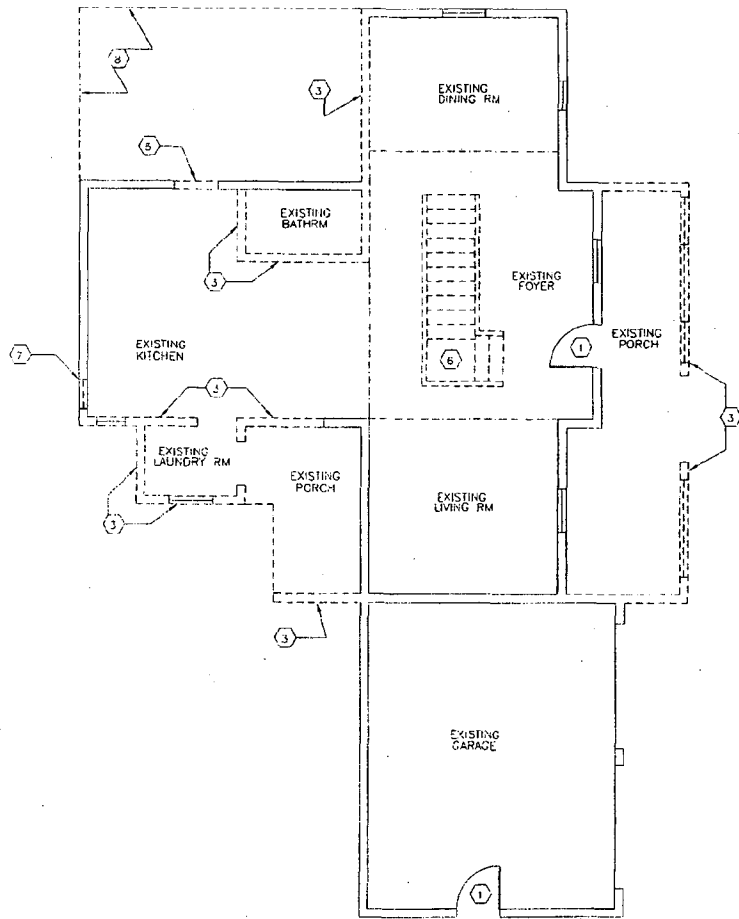 8
3
EXISTING
DINING RM
5
EXISTING
BATHRM
3
EXISTING
FOYER
EXISTING
PORCH
1
7
EXISTING
KITCHEN
6
3
3
EXISTING
LAUNDRY RM
EXISTING
PORCH
EXISTING
LIVING RM
3
3
EXISTING
GARAGE
1